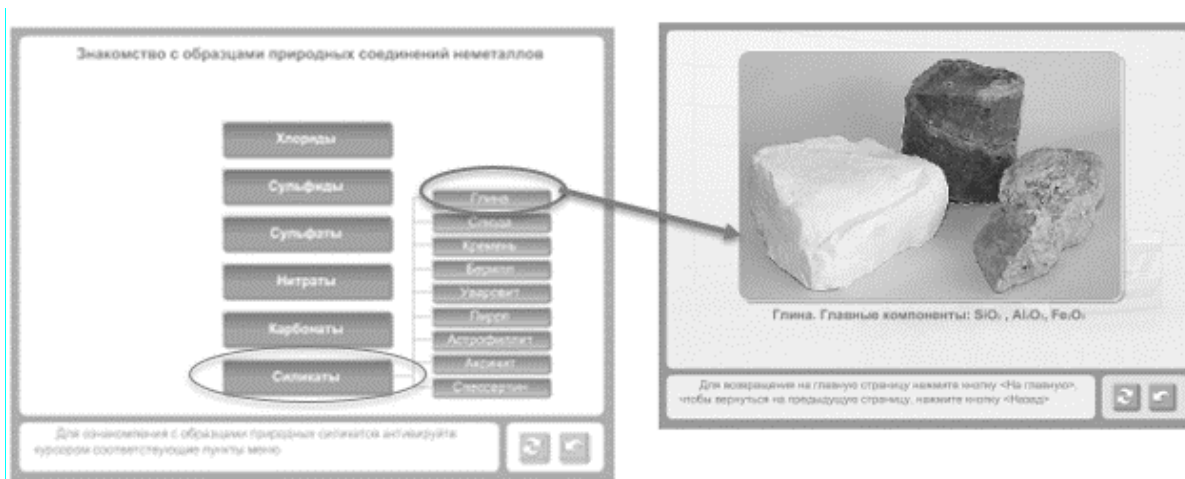 Знакомство с образцами природных соединений неметаллов
Хлориды
Сульфиды
Сульфаты
Нитраты
Карбонаты
Силикаты
Глина
Слюда
Кремень
Берилл
Уваровит
Пироп
Астрофиллит
Аксинит
Спессартин
Для ознакомления с образцами природных силикатов активируйте
курсором соответствующие пункты меню.
Глина. Главные компоненты: SiO₂ , Al₂O₃, Fe₂O₃
Для возвращения на главную страницу нажмите кнопку <На главную>,
чтобы вернуться на предыдущую страницу, нажмите кнопку <Назад>